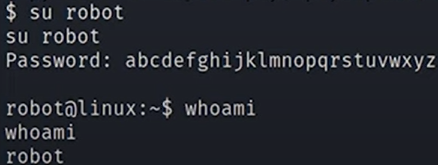 $ su robot
su robot
Password: abcdefghijklmnopqrstuvwxyz
robot@linux:~$ whoami
whoami
robot